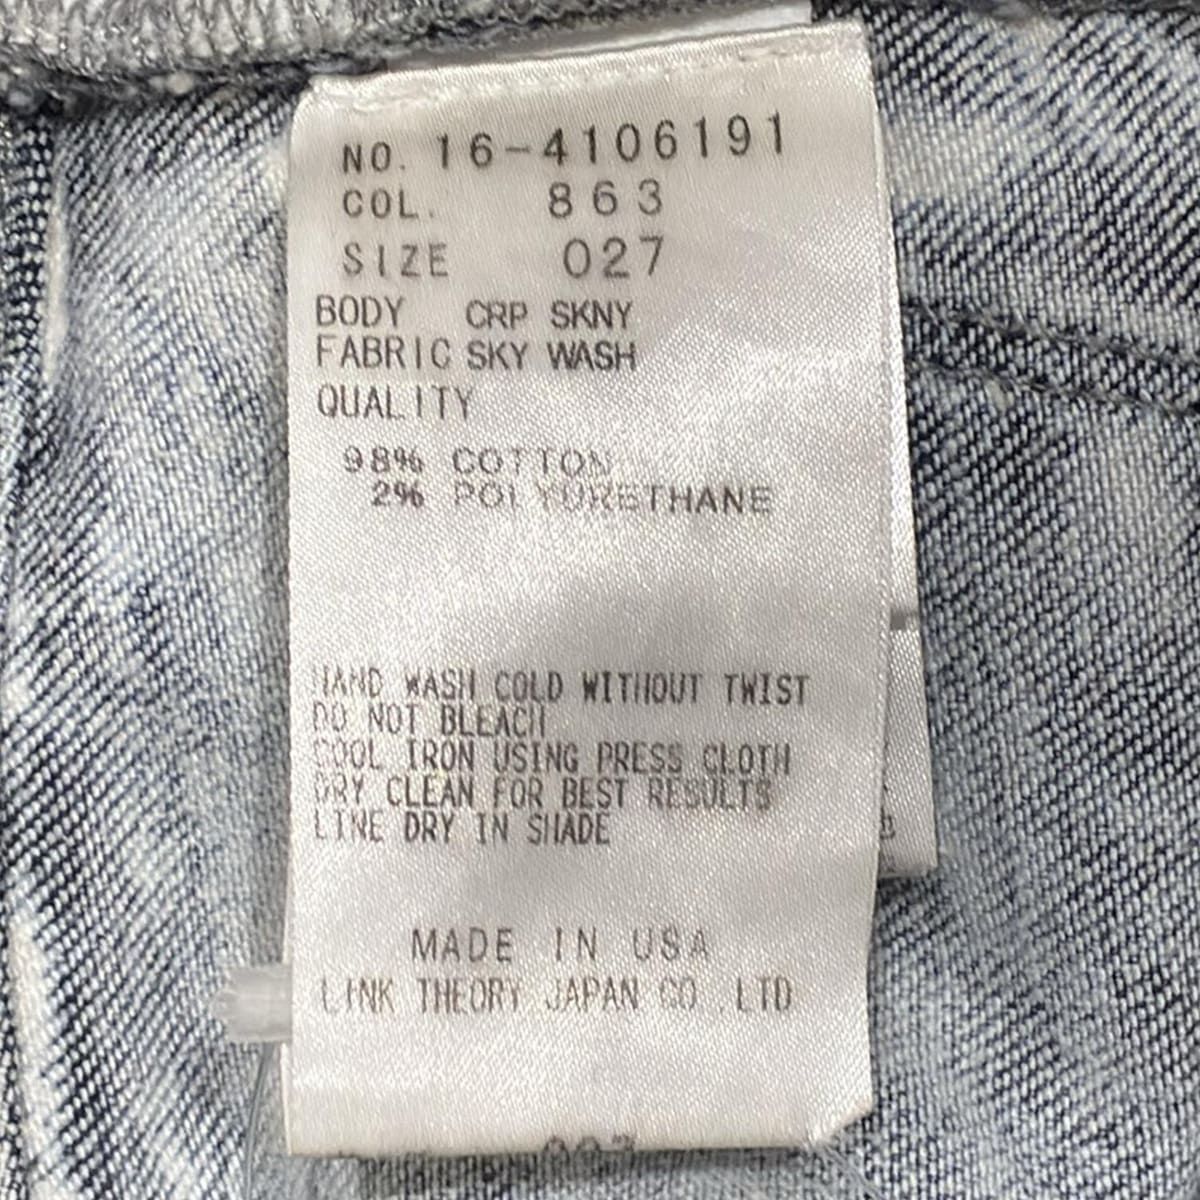 NO. 16-4106191
COL. 863
SIZE 027
BODY CRP SKNY
FABRIC SKY WASH
QUALITY
98% COTTON
2% POLYURETHANE
HAND WASH COLD WITHOUT TWIST
DO NOT BLEACH
COOL IRON USING PRESS CLOTH
DRY CLEAN FOR BEST RESULTS
LINE DRY IN SHADE
MADE IN USA
LINK THEORY JAPAN CO .LTD